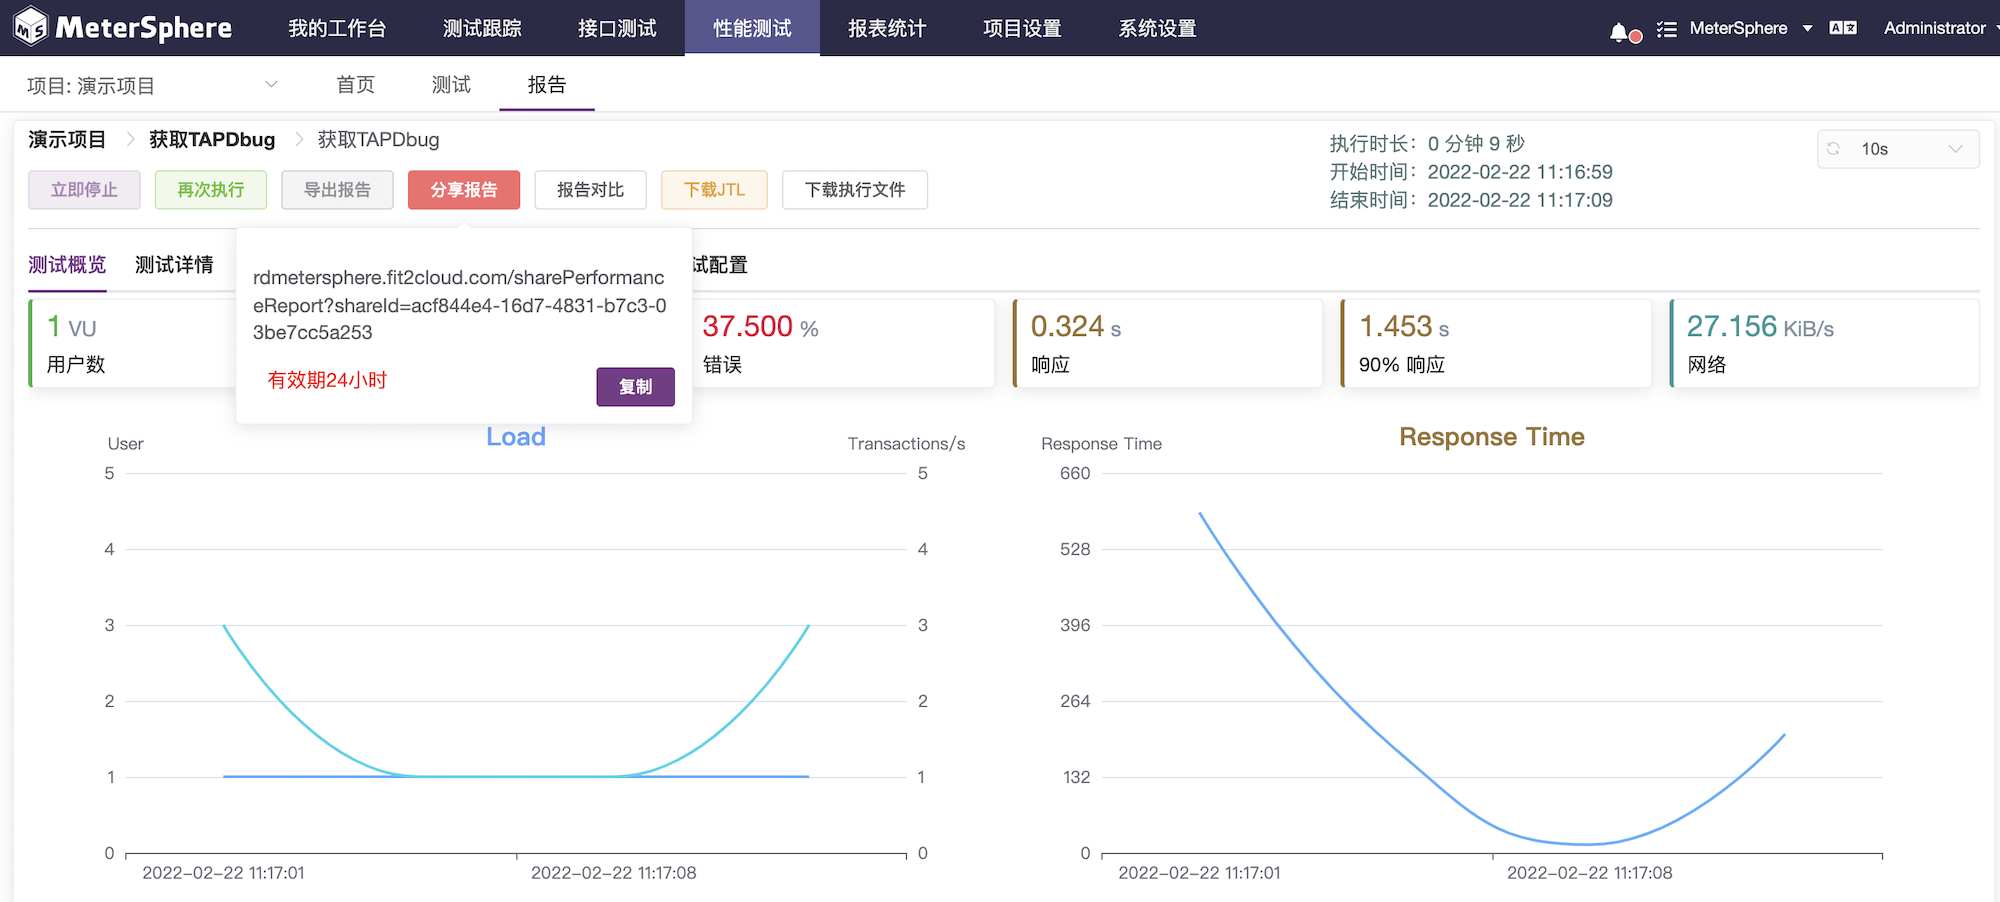 MeterSphere 我的工作台 测试跟踪 接口测试 性能测试 报表统计 项目设置 系统设置 MeterSphere Administrator
项目: 演示项目 首页 测试 报告
演示项目 获取TAPDbug 获取TAPDbug
执行时长：0 分钟 9 秒
开始时间：2022-02-22 11:16:59
结束时间：2022-02-22 11:17:09
10s
立即停止 再次执行 导出报告 分享报告 报告对比 下载JTL 下载执行文件
测试概览 测试详情 试配置
rdmetersphere.fit2cloud.com/sharePerformanc
eReport?shareId=acf844e4-16d7-4831-b7c3-0
3be7cc5a253
有效期24小时 复制
1 VU
用户数
37.500 %
错误
0.324 s
响应
1.453 s
90% 响应
27.156 KiB/s
网络
Load
User Transactions/s
5 5
4 4
3 3
2 2
1 1
0 0
2022-02-22 11:17:01 2022-02-22 11:17:08
Response Time
Response Time
660
528
396
264
132
0
2022-02-22 11:17:01 2022-02-22 11:17:08